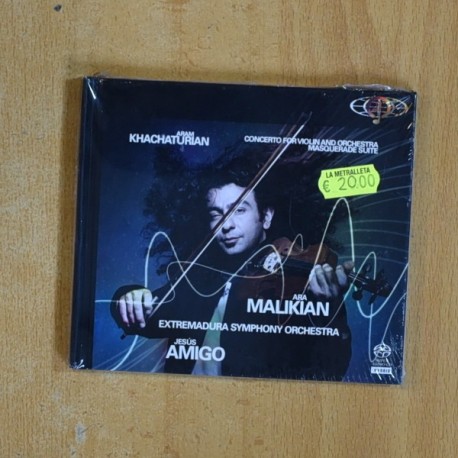 ARAM
KHACHATURIAN
CONCERTO FOR VIOLIN AND ORCHESTRA
MASQUERADE SUITE
LA METRALLETA
€ 20.00
ARA
MALIKIAN
EXTREMADURA SYMPHONY ORCHESTRA
JESÚS
AMIGO